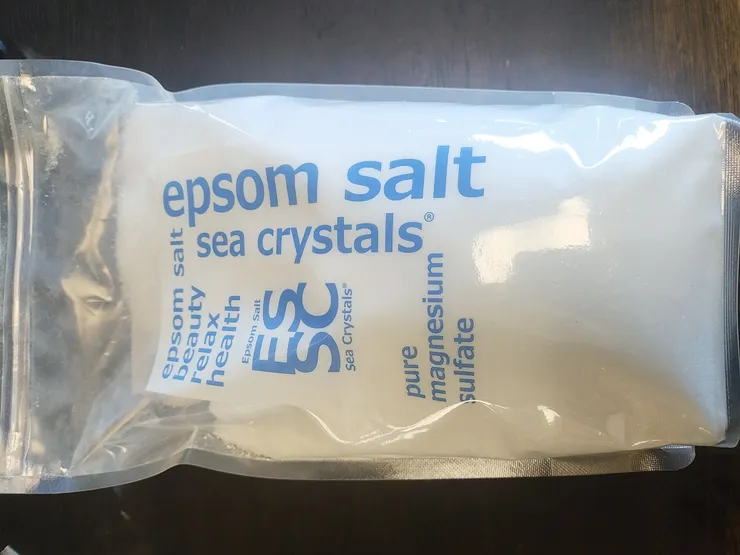 epsom salt
sea crystals®
epsom salt
beauty
relax
health
Epsom Salt
ES
SC
Sea Crystals®
pure
magnesium
sulfate